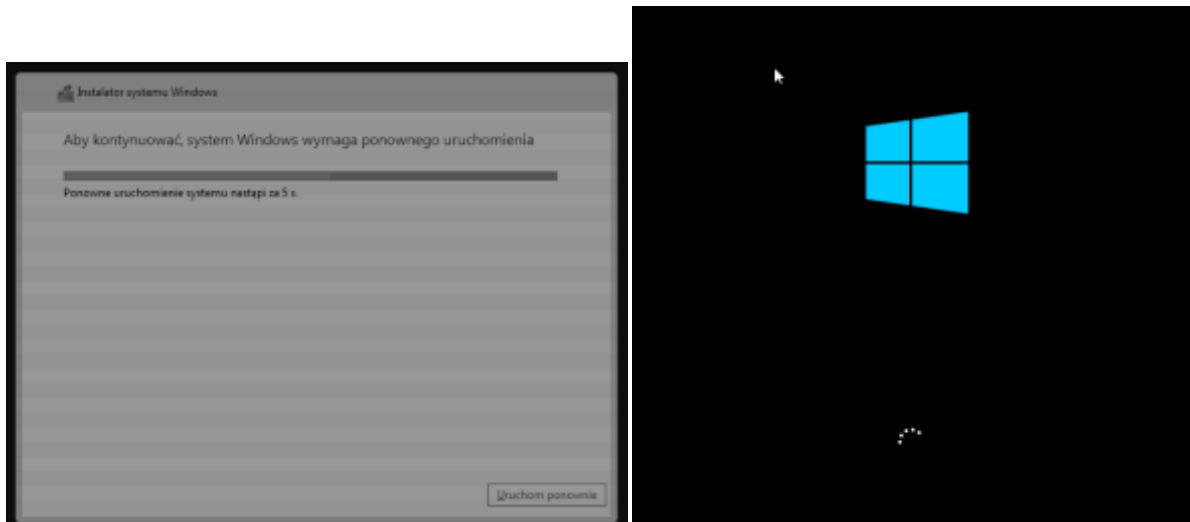 Instalator systemu Windows
Aby kontynuować, system Windows wymaga ponownego uruchomienia
Ponowne uruchomienie systemu nastąpi za 5 s.
Uruchom ponownie